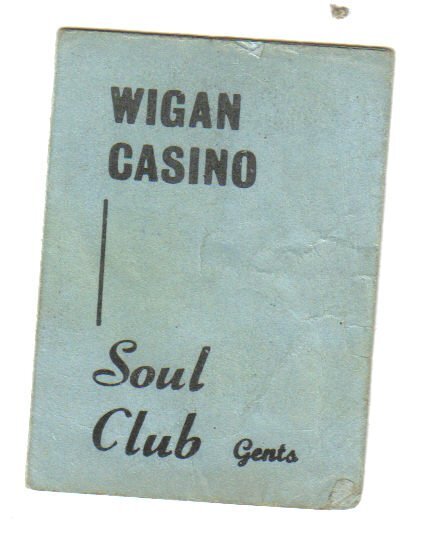 WIGAN
CASINO
Soul
Club Gents